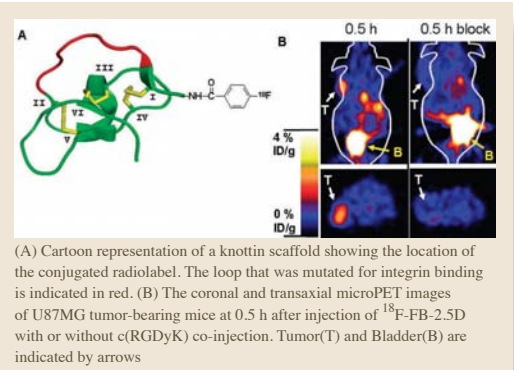 A
III
II
VI
V
I
IV
NH
O
C
18F
B
0.5 h
0.5 h block
T
T
B
B
4 %
ID/g
0 %
ID/g
T
T
(A) Cartoon representation of a knottin scaffold showing the location of
the conjugated radiolabel. The loop that was mutated for integrin binding
is indicated in red. (B) The coronal and transaxial microPET images
of U87MG tumor-bearing mice at 0.5 h after injection of ¹⁸F-FB-2.5D
with or without c(RGDyK) co-injection. Tumor(T) and Bladder(B) are
indicated by arrows